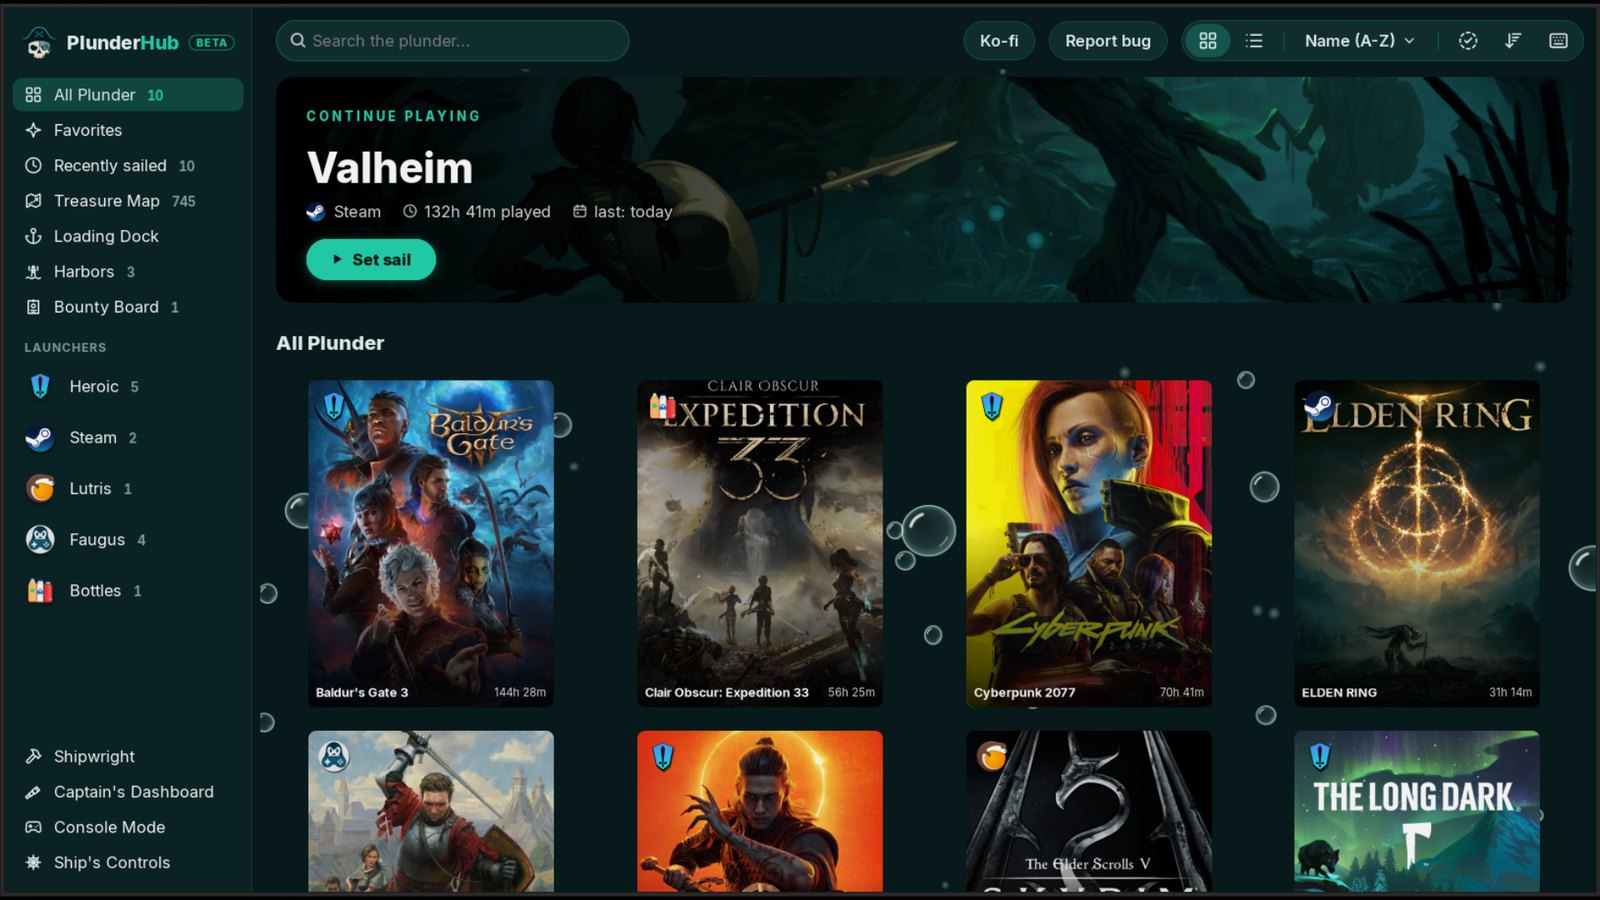 PlunderHub BETA
Search the plunder...
Ko-fi
Report bug
Name (A-Z)
All Plunder 10
Favorites
Recently sailed 10
Treasure Map 745
Loading Dock
Harbors 3
Bounty Board 1
LAUNCHERS
Heroic 5
Steam 2
Lutris 1
Faugus 4
Bottles 1
Shipwright
Captain's Dashboard
Console Mode
Ship's Controls
CONTINUE PLAYING
Valheim
Steam 132h 41m played last: today
Set sail
All Plunder
Baldur's
Gate
Baldur's Gate 3 144h 28m
CLAIR OBSCUR
EXPEDITION
33
Clair Obscur: Expedition 33 56h 25m
Cyberpunk
2077
Cyberpunk 2077 70h 41m
ELDEN RING
ELDEN RING 31h 14m
The Elder Scrolls V
SKYRIM
THE LONG DARK